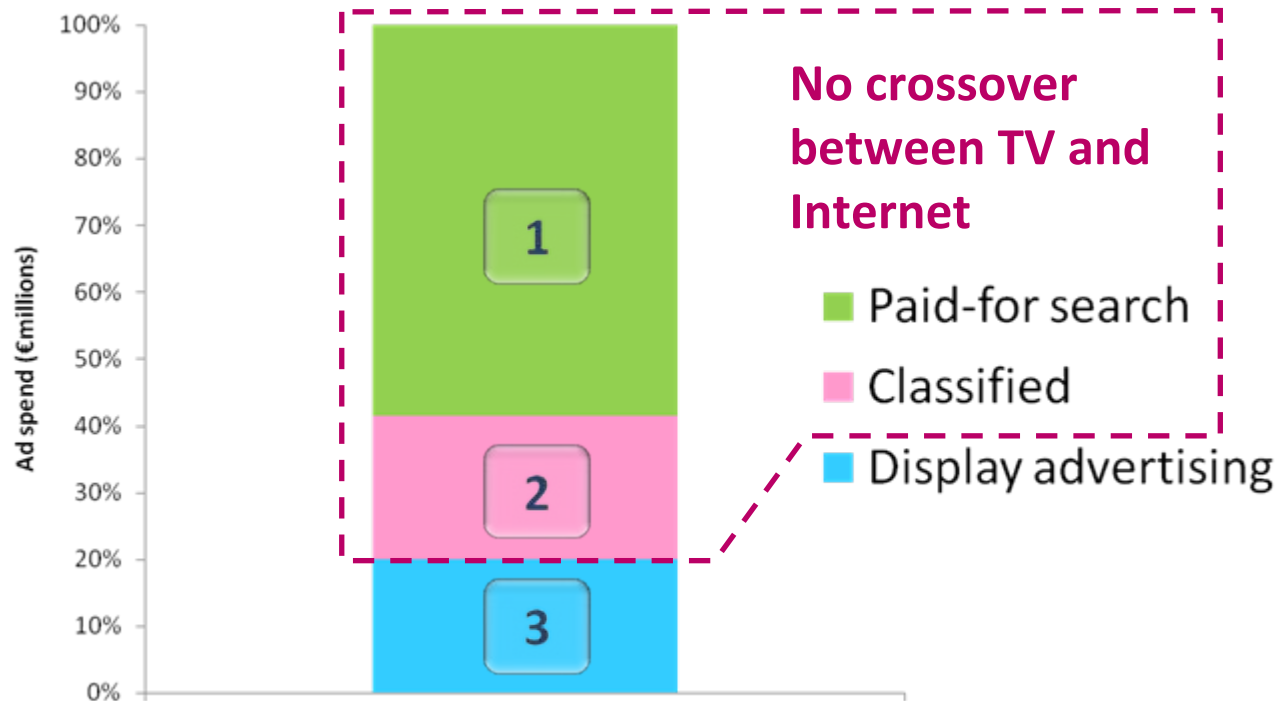 100%
90%
80%
70%
60%
50%
40%
30%
20%
10%
0%
Ad spend (€millions)
1
2
3
No crossover
between TV and
Internet
Paid-for search
Classified
Display advertising